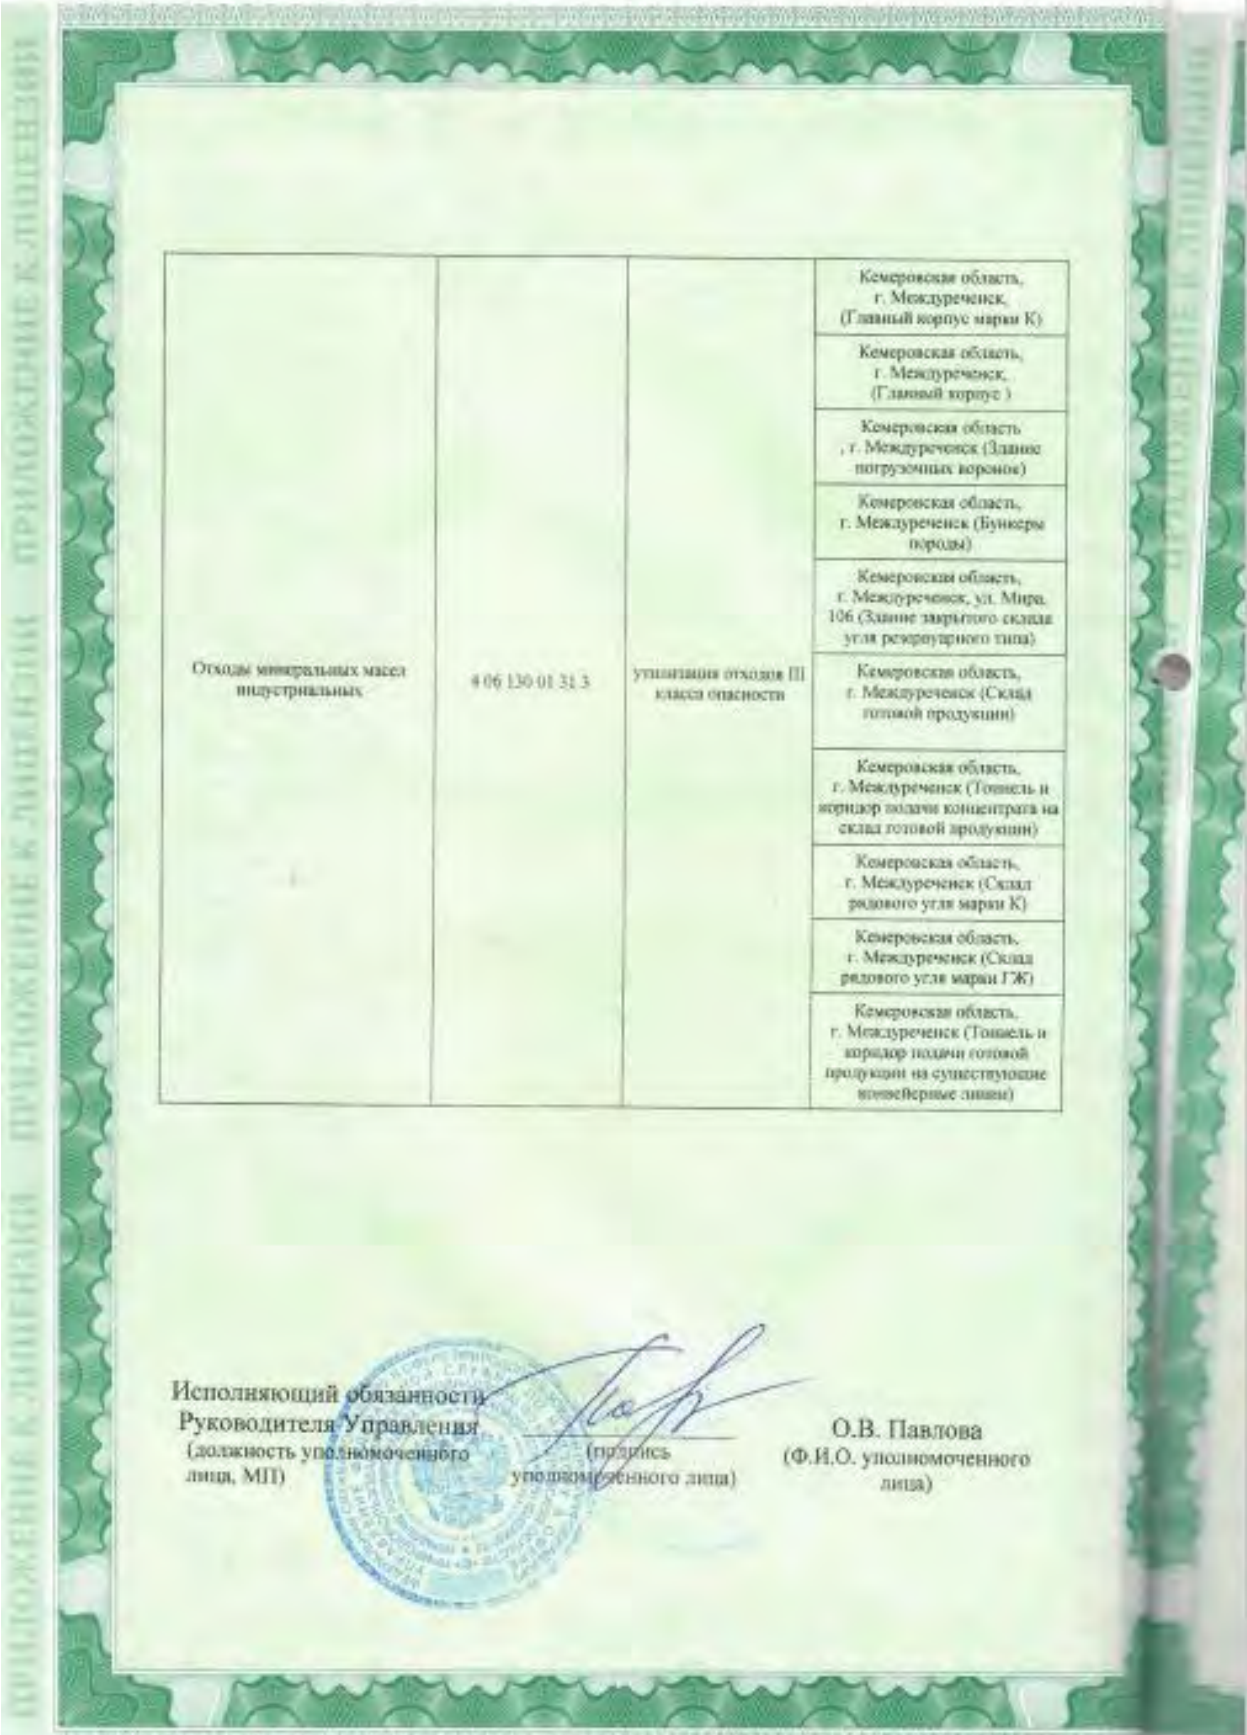 ПРИЛОЖЕНИЕ К ЛИЦЕНЗИИ ПРИЛОЖЕНИЕ К ЛИЦЕНЗИИ ПРИЛОЖЕНИЕ К ЛИЦЕНЗИИ
Отходы минеральных масел
индустриальных
4 06 130 01 31 3
утилизация отходов III
класса опасности
Кемеровская область,
г. Междуреченск,
(Главный корпус марки К)
Кемеровская область,
г. Междуреченск,
(Главный корпус )
Кемеровская область
, г. Междуреченск (Здание
погрузочных воронок)
Кемеровская область,
г. Междуреченск (Бункеры
породы)
Кемеровская область,
г. Междуреченск, ул. Мира,
106 (Здание закрытого склада
угля резервуарного типа)
Кемеровская область,
г. Междуреченск (Склад
готовой продукции)
Кемеровская область,
г. Междуреченск (Тоннель и
коридор подачи концентрата на
склад готовой продукции)
Кемеровская область,
г. Междуреченск (Склад
рядового угля марки К)
Кемеровская область,
г. Междуреченск (Склад
рядового угля марки ГЖ)
Кемеровская область,
г. Междуреченск (Тоннель и
коридор подачи готовой
продукции на существующие
конвейерные линии)
Исполняющий обязанности
Руководителя Управления
(должность уполномоченного
лица, МП)
(подпись
уполномоченного лица)
О.В. Павлова
(Ф.И.О. уполномоченного
лица)
ПРИЛОЖЕНИЕ К ЛИЦЕНЗИИ